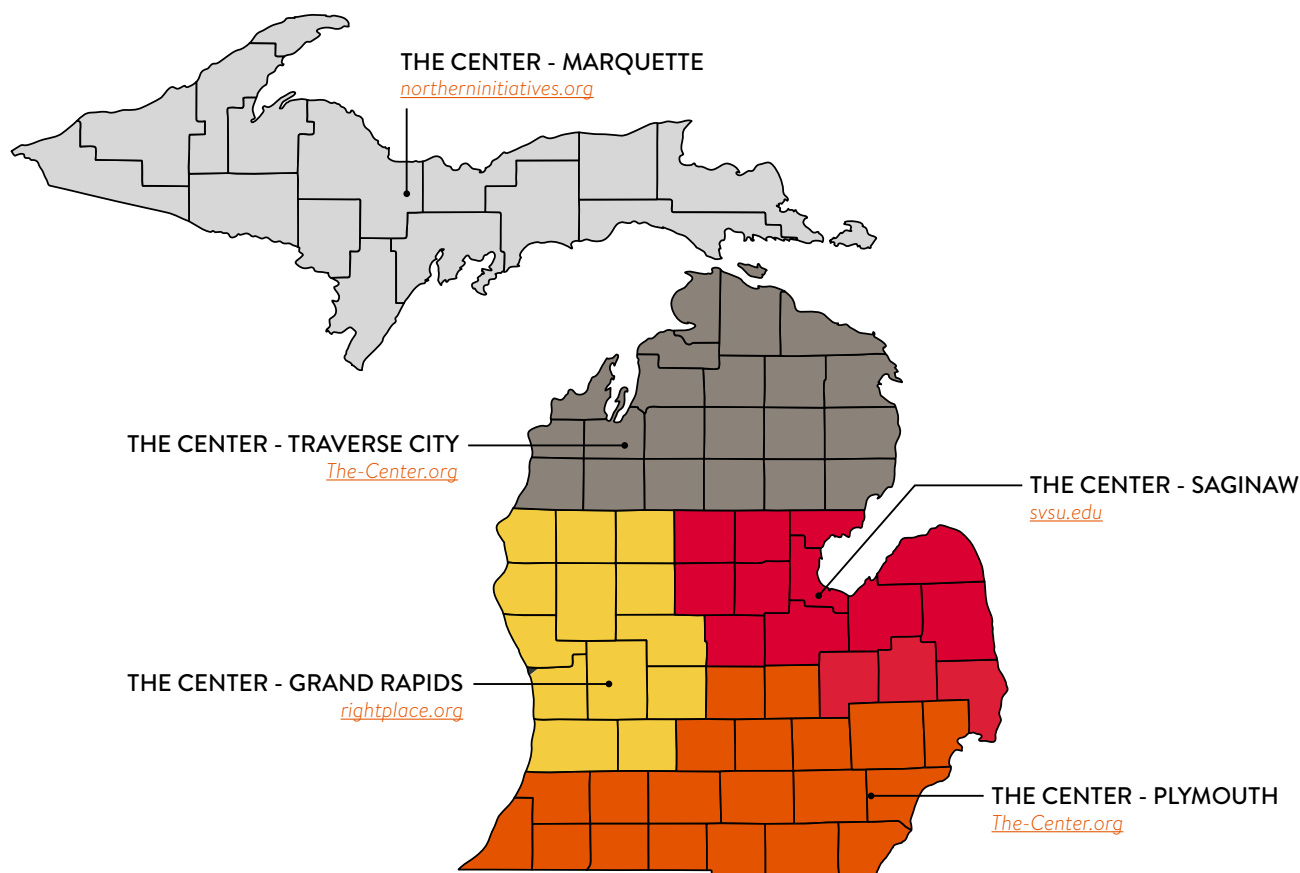 THE CENTER - MARQUETTE
northerninitiatives.org
THE CENTER - TRAVERSE CITY
The-Center.org
THE CENTER - SAGINAW
svsu.edu
THE CENTER - GRAND RAPIDS
rightplace.org
THE CENTER - PLYMOUTH
The-Center.org